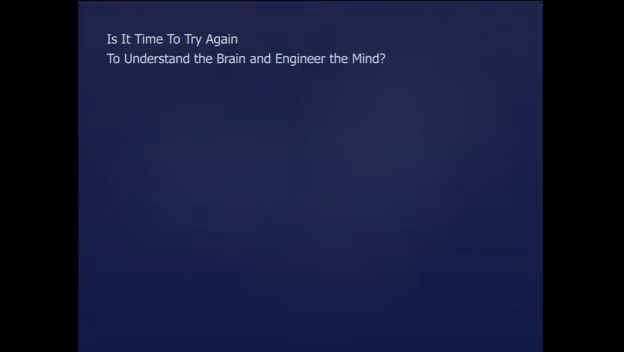 Is It Time To Try Again
To Understand the Brain and Engineer the Mind?